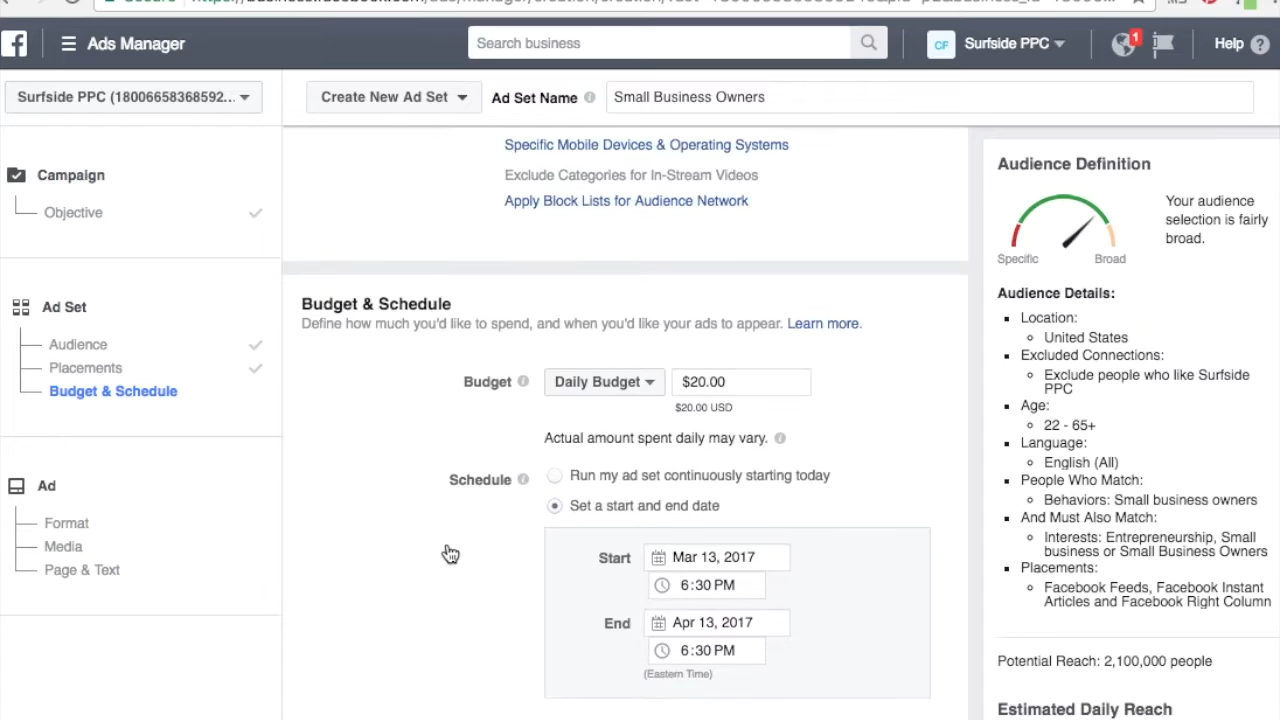 Ads Manager
Search business
CF
Surfside PPC
1
Help
Surfside PPC (18006658368592...
Create New Ad Set
Ad Set Name
Small Business Owners
Campaign
Objective
Ad Set
Audience
Placements
Budget & Schedule
Ad
Format
Media
Page & Text
Specific Mobile Devices & Operating Systems
Exclude Categories for In-Stream Videos
Apply Block Lists for Audience Network
Budget & Schedule
Define how much you'd like to spend, and when you'd like your ads to appear. Learn more.
Budget
Daily Budget
$20.00
$20.00 USD
Actual amount spent daily may vary.
Schedule
Run my ad set continuously starting today
Set a start and end date
Start
Mar 13, 2017
6:30 PM
End
Apr 13, 2017
6:30 PM
(Eastern Time)
Audience Definition
Specific
Broad
Your audience
selection is fairly
broad.
Audience Details:
Location:
United States
Excluded Connections:
Exclude people who like Surfside
PPC
Age:
22 - 65+
Language:
English (All)
People Who Match:
Behaviors: Small business owners
And Must Also Match:
Interests: Entrepreneurship, Small
business or Small Business Owners
Placements:
Facebook Feeds, Facebook Instant
Articles and Facebook Right Column
Potential Reach: 2,100,000 people
Estimated Daily Reach